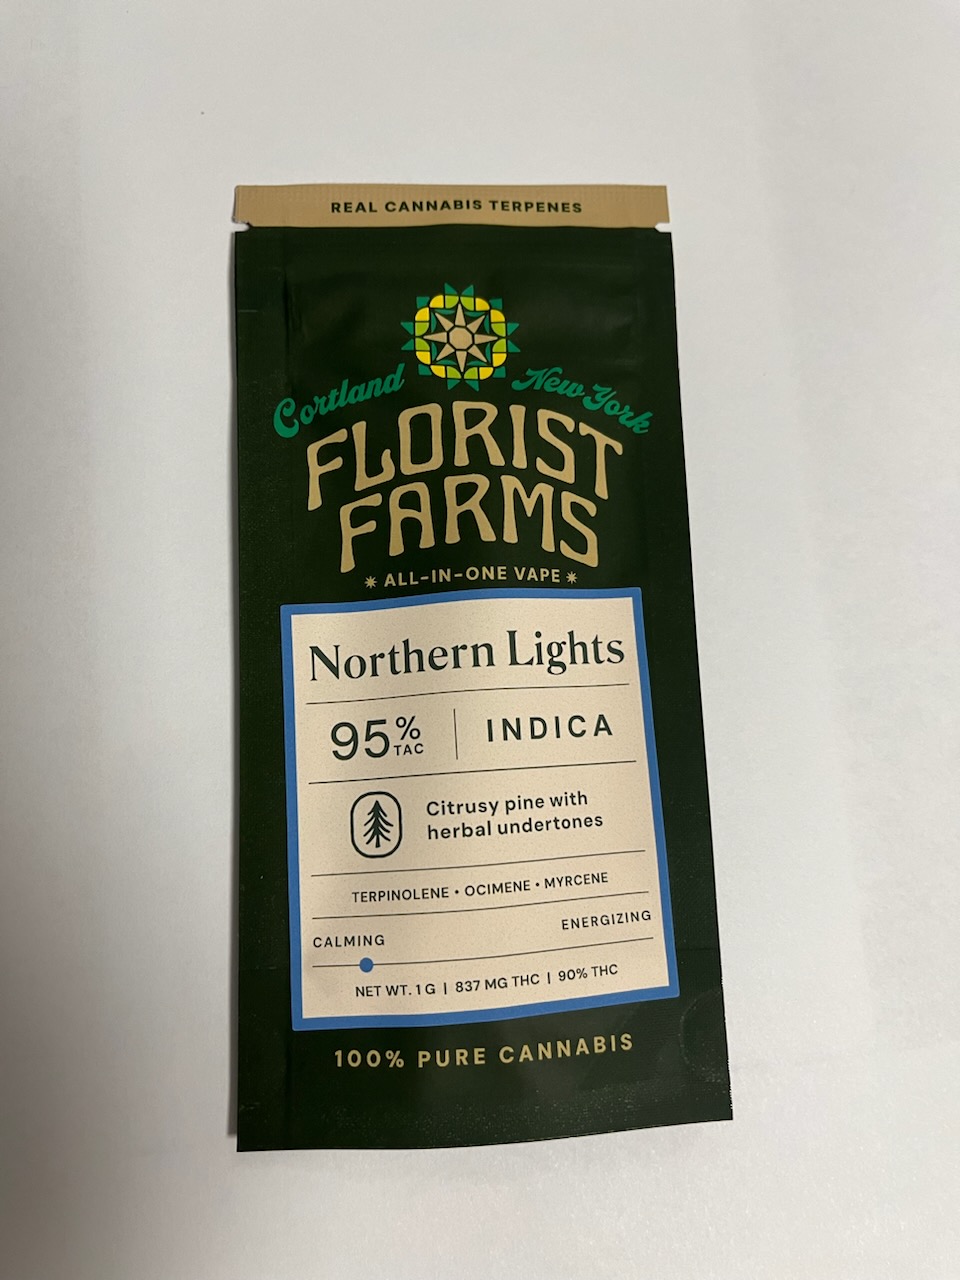 REAL CANNABIS TERPENES
Cortland New York
FLORIST
FARMS
ALL-IN-ONE VAPE
Northern Lights
95% TAC | INDICA
Citrusy pine with
herbal undertones
TERPINOLENE • OCIMENE • MYRCENE
CALMING ENERGIZING
NET WT. 1 G | 837 MG THC | 90% THC
100% PURE CANNABIS